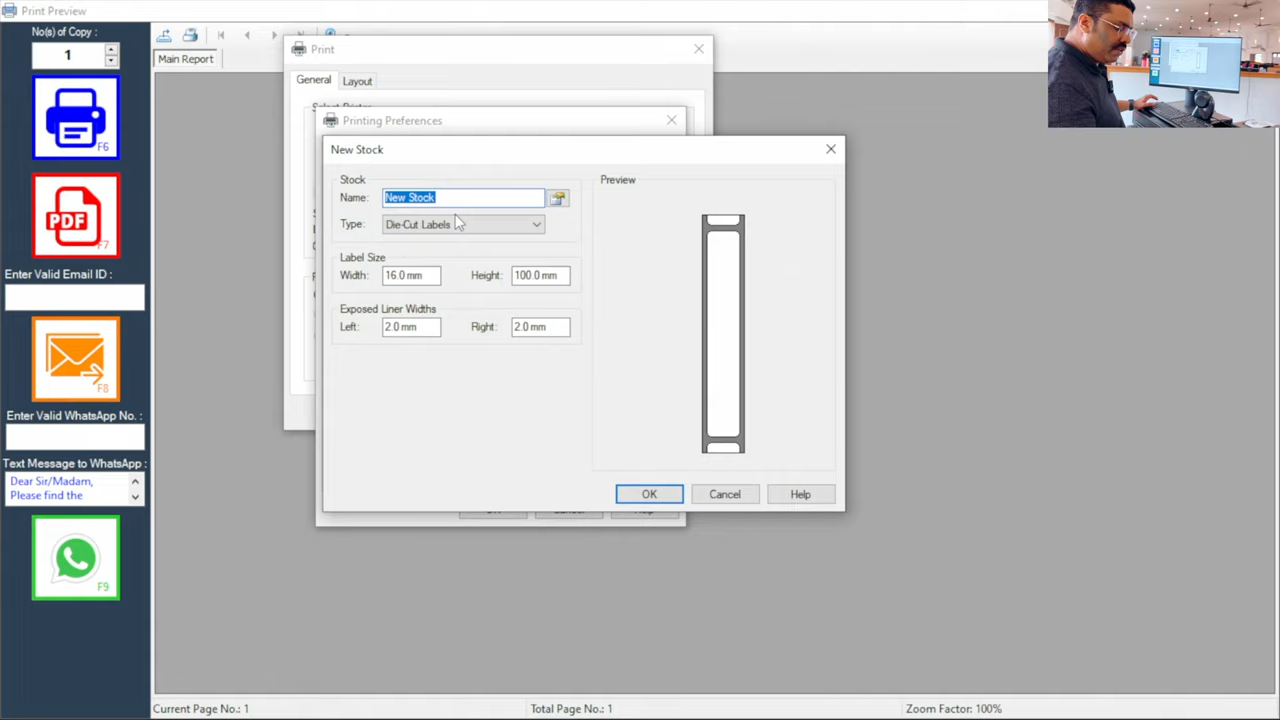 Print Preview
No(s) of Copy :
1
F6
PDF
F7
Enter Valid Email ID :
F8
Enter Valid WhatsApp No. :
Text Message to WhatsApp :
Dear Sir/Madam,
Please find the
F9
Main Report
Print
General
Layout
Printing Preferences
New Stock
Stock
Name:
New Stock
Type:
Die-Cut Labels
Label Size
Width:
16.0 mm
Height:
100.0 mm
Exposed Liner Widths
Left:
2.0 mm
Right:
2.0 mm
Preview
OK
Cancel
Help
Current Page No.: 1
Total Page No.: 1
Zoom Factor: 100%